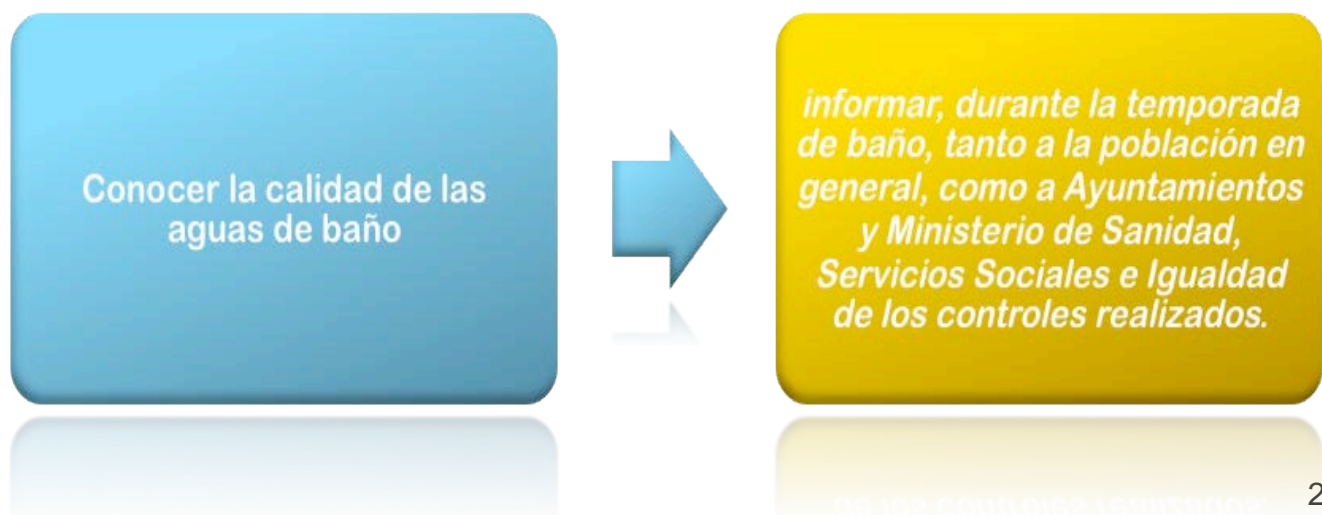 Conocer la calidad de las
aguas de baño
informar, durante la temporada
de baño, tanto a la población en
general, como a Ayuntamientos
y Ministerio de Sanidad,
Servicios Sociales e Igualdad
de los controles realizados.
2